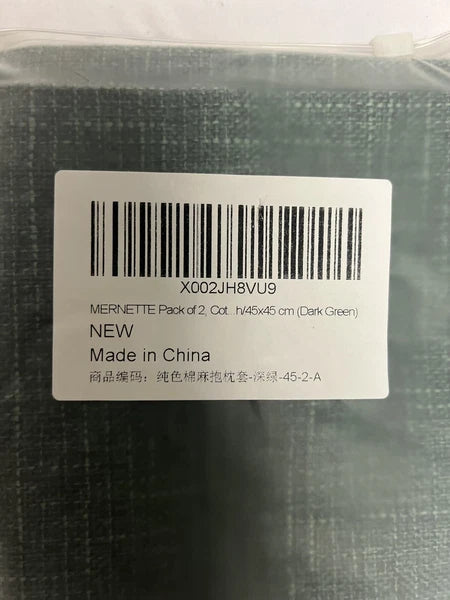 X002JH8VU9
MERNETTE Pack of 2, Cot...h/45x45 cm (Dark Green)
NEW
Made in China
商品编码：纯色棉麻抱枕套-深绿-45-2-A